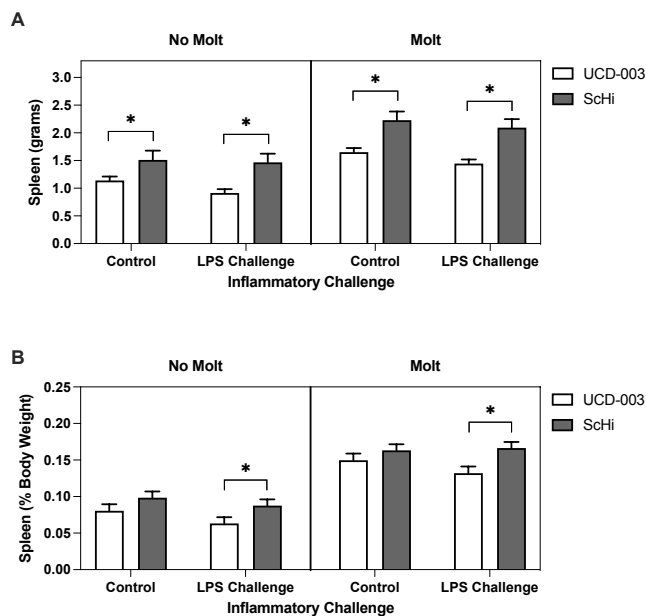 A
No Molt Molt
UCD-003
ScHi
Spleen (grams)
3.0
2.5
2.0
1.5
1.0
0.5
0.0
* * * *
Control LPS Challenge Control LPS Challenge
Inflammatory Challenge
B
No Molt Molt
UCD-003
ScHi
Spleen (% Body Weight)
0.25
0.20
0.15
0.10
0.05
0.00
* *
Control LPS Challenge Control LPS Challenge
Inflammatory Challenge